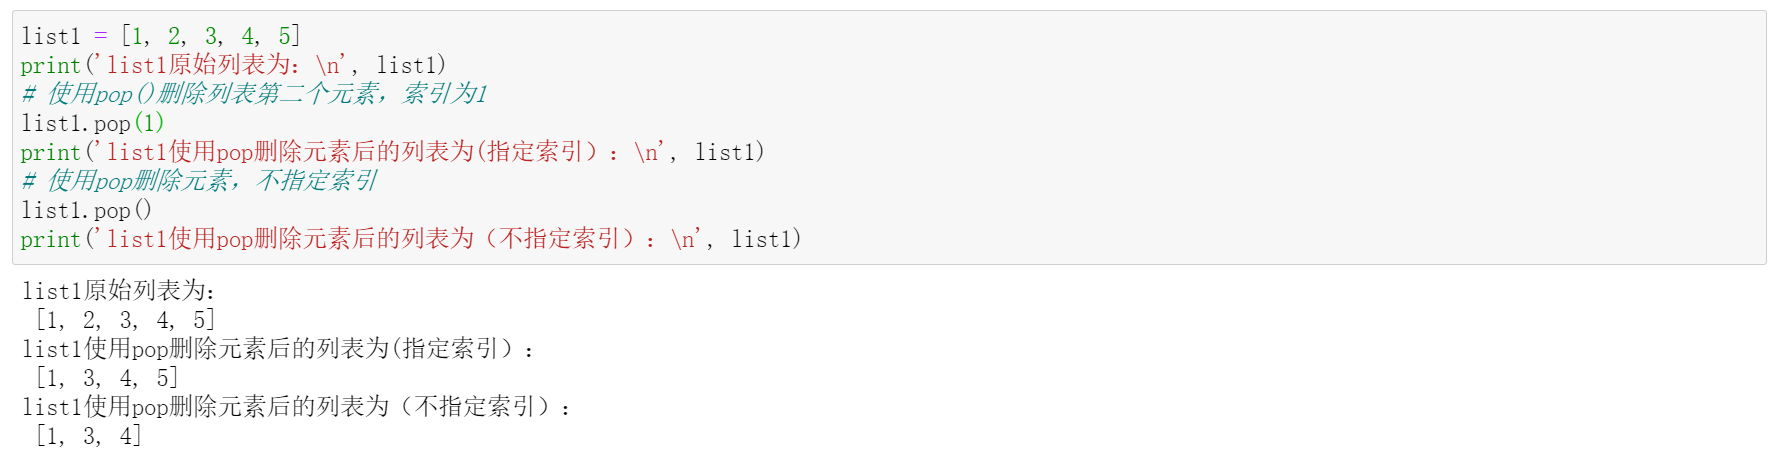 list1 = [1, 2, 3, 4, 5]
print('list1原始列表为：\n', list1)
# 使用pop()删除列表第二个元素，索引为1
list1.pop(1)
print('list1使用pop删除元素后的列表为(指定索引）：\n', list1)
# 使用pop删除元素，不指定索引
list1.pop()
print('list1使用pop删除元素后的列表为（不指定索引）：\n', list1)
list1原始列表为：
 [1, 2, 3, 4, 5]
list1使用pop删除元素后的列表为(指定索引）：
 [1, 3, 4, 5]
list1使用pop删除元素后的列表为（不指定索引）：
 [1, 3, 4]